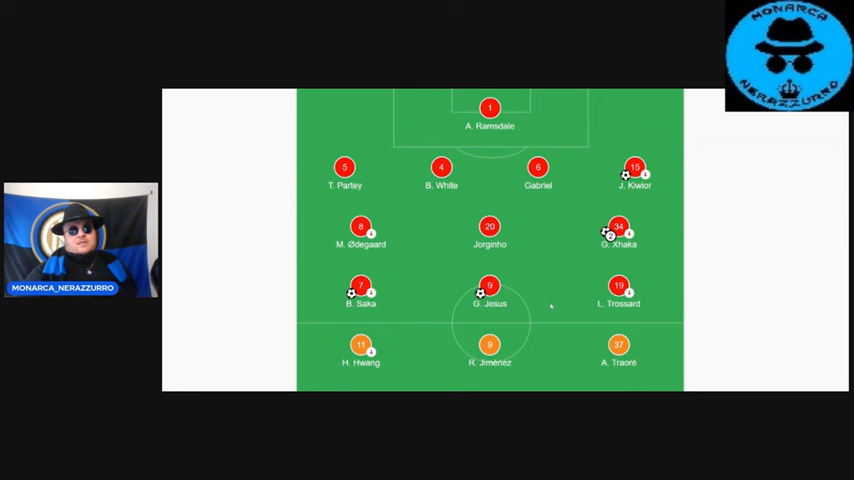 MONARCA
NERAZZURRO
1
A. Ramsdale
5
4
6
15
T. Partey
B. White
Gabriel
J. Kiwior
8
20
34
2
M. Ødegaard
Jorginho
G. Xhaka
7
9
19
B. Saka
G. Jesus
L. Trossard
MONARCA_NERAZZURRO
11
9
37
H. Hwang
R. Jiménez
A. Traoré